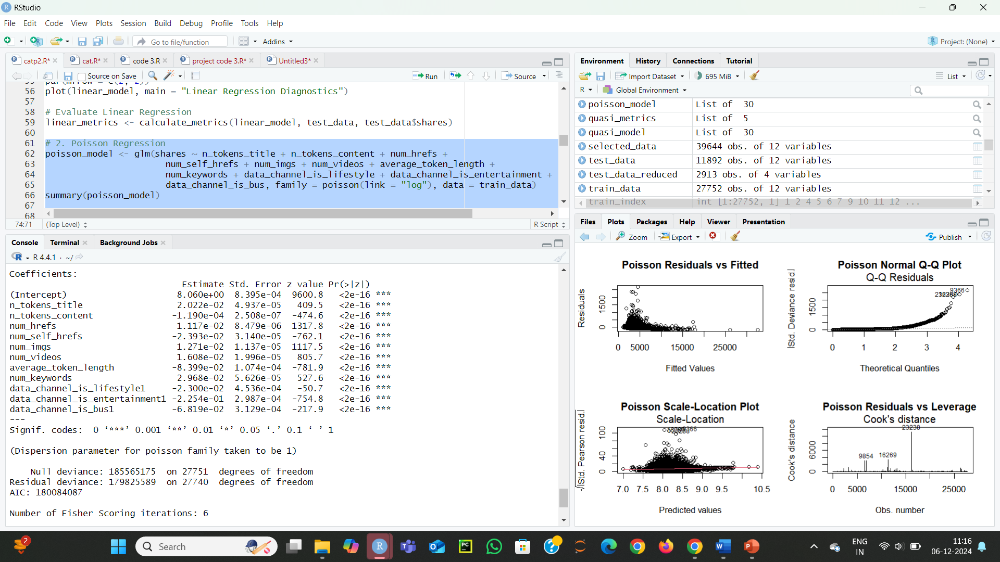 RStudio
File Edit Code View Plots Session Build Debug Profile Tools Help
Go to file/function Addins Project: (None)
catp2.R* cat.R* code 3.R project code 3.R* Untitled3*
Source on Save Run Source
55 par(mfrow = c(2, 2))
56 plot(linear_model, main = "Linear Regression Diagnostics")
57
58 # Evaluate Linear Regression
59 linear_metrics <- calculate_metrics(linear_model, test_data, test_data$shares)
60
61 # 2. Poisson Regression
62 poisson_model <- glm(shares ~ n_tokens_title + n_tokens_content + num_hrefs +
63 num_self_hrefs + num_imgs + num_videos + average_token_length +
64 num_keywords + data_channel_is_lifestyle + data_channel_is_entertainment +
65 data_channel_is_bus, family = poisson(link = "log"), data = train_data)
66 summary(poisson_model)
67
68
74:71 (Top Level) R Script
Console Terminal Background Jobs
R 4.4.1 · ~/
Coefficients:
Estimate Std. Error z value Pr(>|z|)
(Intercept) 8.060e+00 8.395e-04 9600.8 <2e-16 ***
n_tokens_title 2.022e-02 4.937e-05 409.5 <2e-16 ***
n_tokens_content -1.190e-04 2.508e-07 -474.6 <2e-16 ***
num_hrefs 1.117e-02 8.479e-06 1317.8 <2e-16 ***
num_self_hrefs -2.393e-02 3.140e-05 -762.1 <2e-16 ***
num_imgs 1.271e-02 1.137e-05 1117.5 <2e-16 ***
num_videos 1.608e-02 1.996e-05 805.7 <2e-16 ***
average_token_length -8.399e-02 1.074e-04 -781.9 <2e-16 ***
num_keywords 2.968e-02 5.626e-05 527.6 <2e-16 ***
data_channel_is_lifestyle1 -2.300e-02 4.536e-04 -50.7 <2e-16 ***
data_channel_is_entertainment1 -2.254e-01 2.987e-04 -754.8 <2e-16 ***
data_channel_is_bus1 -6.819e-02 3.129e-04 -217.9 <2e-16 ***
---
Signif. codes: 0 ‘***’ 0.001 ‘**’ 0.01 ‘*’ 0.05 ‘.’ 0.1 ‘ ’ 1
(Dispersion parameter for poisson family taken to be 1)
Null deviance: 185565175 on 27751 degrees of freedom
Residual deviance: 179825589 on 27740 degrees of freedom
AIC: 180084087
Number of Fisher Scoring iterations: 6
Environment History Connections Tutorial
Import Dataset 695 MiB List
R Global Environment
poisson_model List of 30
quasi_metrics List of 5
quasi_model List of 30
selected_data 39644 obs. of 12 variables
test_data 11892 obs. of 12 variables
test_data_reduced 2913 obs. of 4 variables
train_data 27752 obs. of 12 variables
train_index int [1:27752, 1] 1 2 4 5 6 7 9 10 11 12 ...
Files Plots Packages Help Viewer Presentation
Zoom Export Publish
Poisson Residuals vs Fitted
Residuals
0 1500
0 5000 15000 25000
Fitted Values
Poisson Normal Q-Q Plot
Q-Q Residuals
|Std. Deviance resid.|
0 1500
9366
0 1 2 3 4
Theoretical Quantiles
Poisson Scale-Location Plot
Scale-Location
√|Std. Pearson resid.|
0 40 100
7.0 7.5 8.0 8.5 9.0 9.5 10.5
Predicted values
Poisson Residuals vs Leverage
Cook's distance
Cook's distance
0 6000
23238
9854 16269
0 5000 15000 25000
Obs. number
2
Search
ENG
IN
11:16
06-12-2024